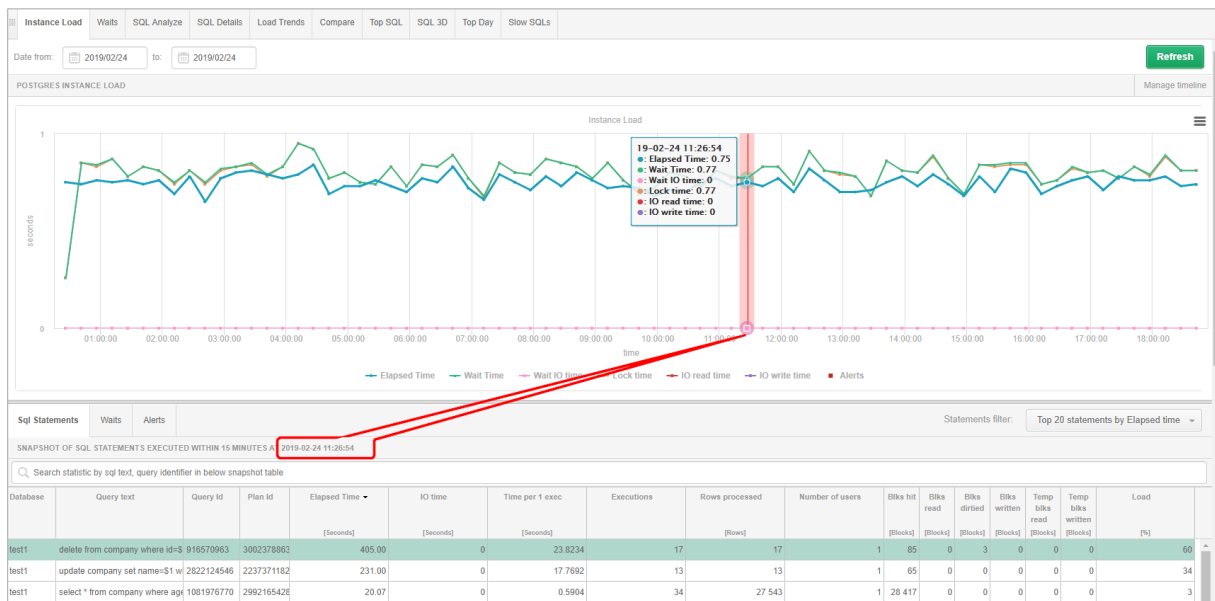 Instance Load Waits SQL Analyze SQL Details Load Trends Compare Top SQL SQL 3D Top Day Slow SQLs
Date from: 2019/02/24 to: 2019/02/24 Refresh
POSTGRES INSTANCE LOAD Manage timeline
Instance Load
1
19-02-24 11:26:54
: Elapsed Time: 0.75
: Wait Time: 0.77
: Wait IO time: 0
: Lock time: 0.77
: IO read time: 0
: IO write time: 0
seconds
0
01:00:00 02:00:00 03:00:00 04:00:00 05:00:00 06:00:00 07:00:00 08:00:00 09:00:00 10:00:00 11:00:00 12:00:00 13:00:00 14:00:00 15:00:00 16:00:00 17:00:00 18:00:00
time
Elapsed Time Wait Time Wait IO time Lock time IO read time IO write time Alerts
Sql Statements Waits Alerts Statements filter: Top 20 statements by Elapsed time
SNAPSHOT OF SQL STATEMENTS EXECUTED WITHIN 15 MINUTES AT 2019-02-24 11:26:54
Search statistic by sql text, query identifier in below snapshot table
Database Query text Query Id Plan Id Elapsed Time IO time Time per 1 exec Executions Rows processed Number of users Blks hit Blks read Blks dirtied Blks written Temp blks read Temp blks written Load
[Seconds] [Seconds] [Seconds] [Rows] [Blocks] [Blocks] [Blocks] [Blocks] [Blocks] [Blocks] [%]
test1 delete from company where id=$ 916570963 3002378863 405.00 0 23.8234 17 17 1 85 0 3 0 0 0 60
test1 update company set name=$1 w 2822124546 2237371182 231.00 0 17.7692 13 13 1 65 0 0 0 0 0 34
test1 select * from company where age 1081976770 2992165428 20.07 0 0.5904 34 27 543 1 28 417 0 0 0 0 0 3